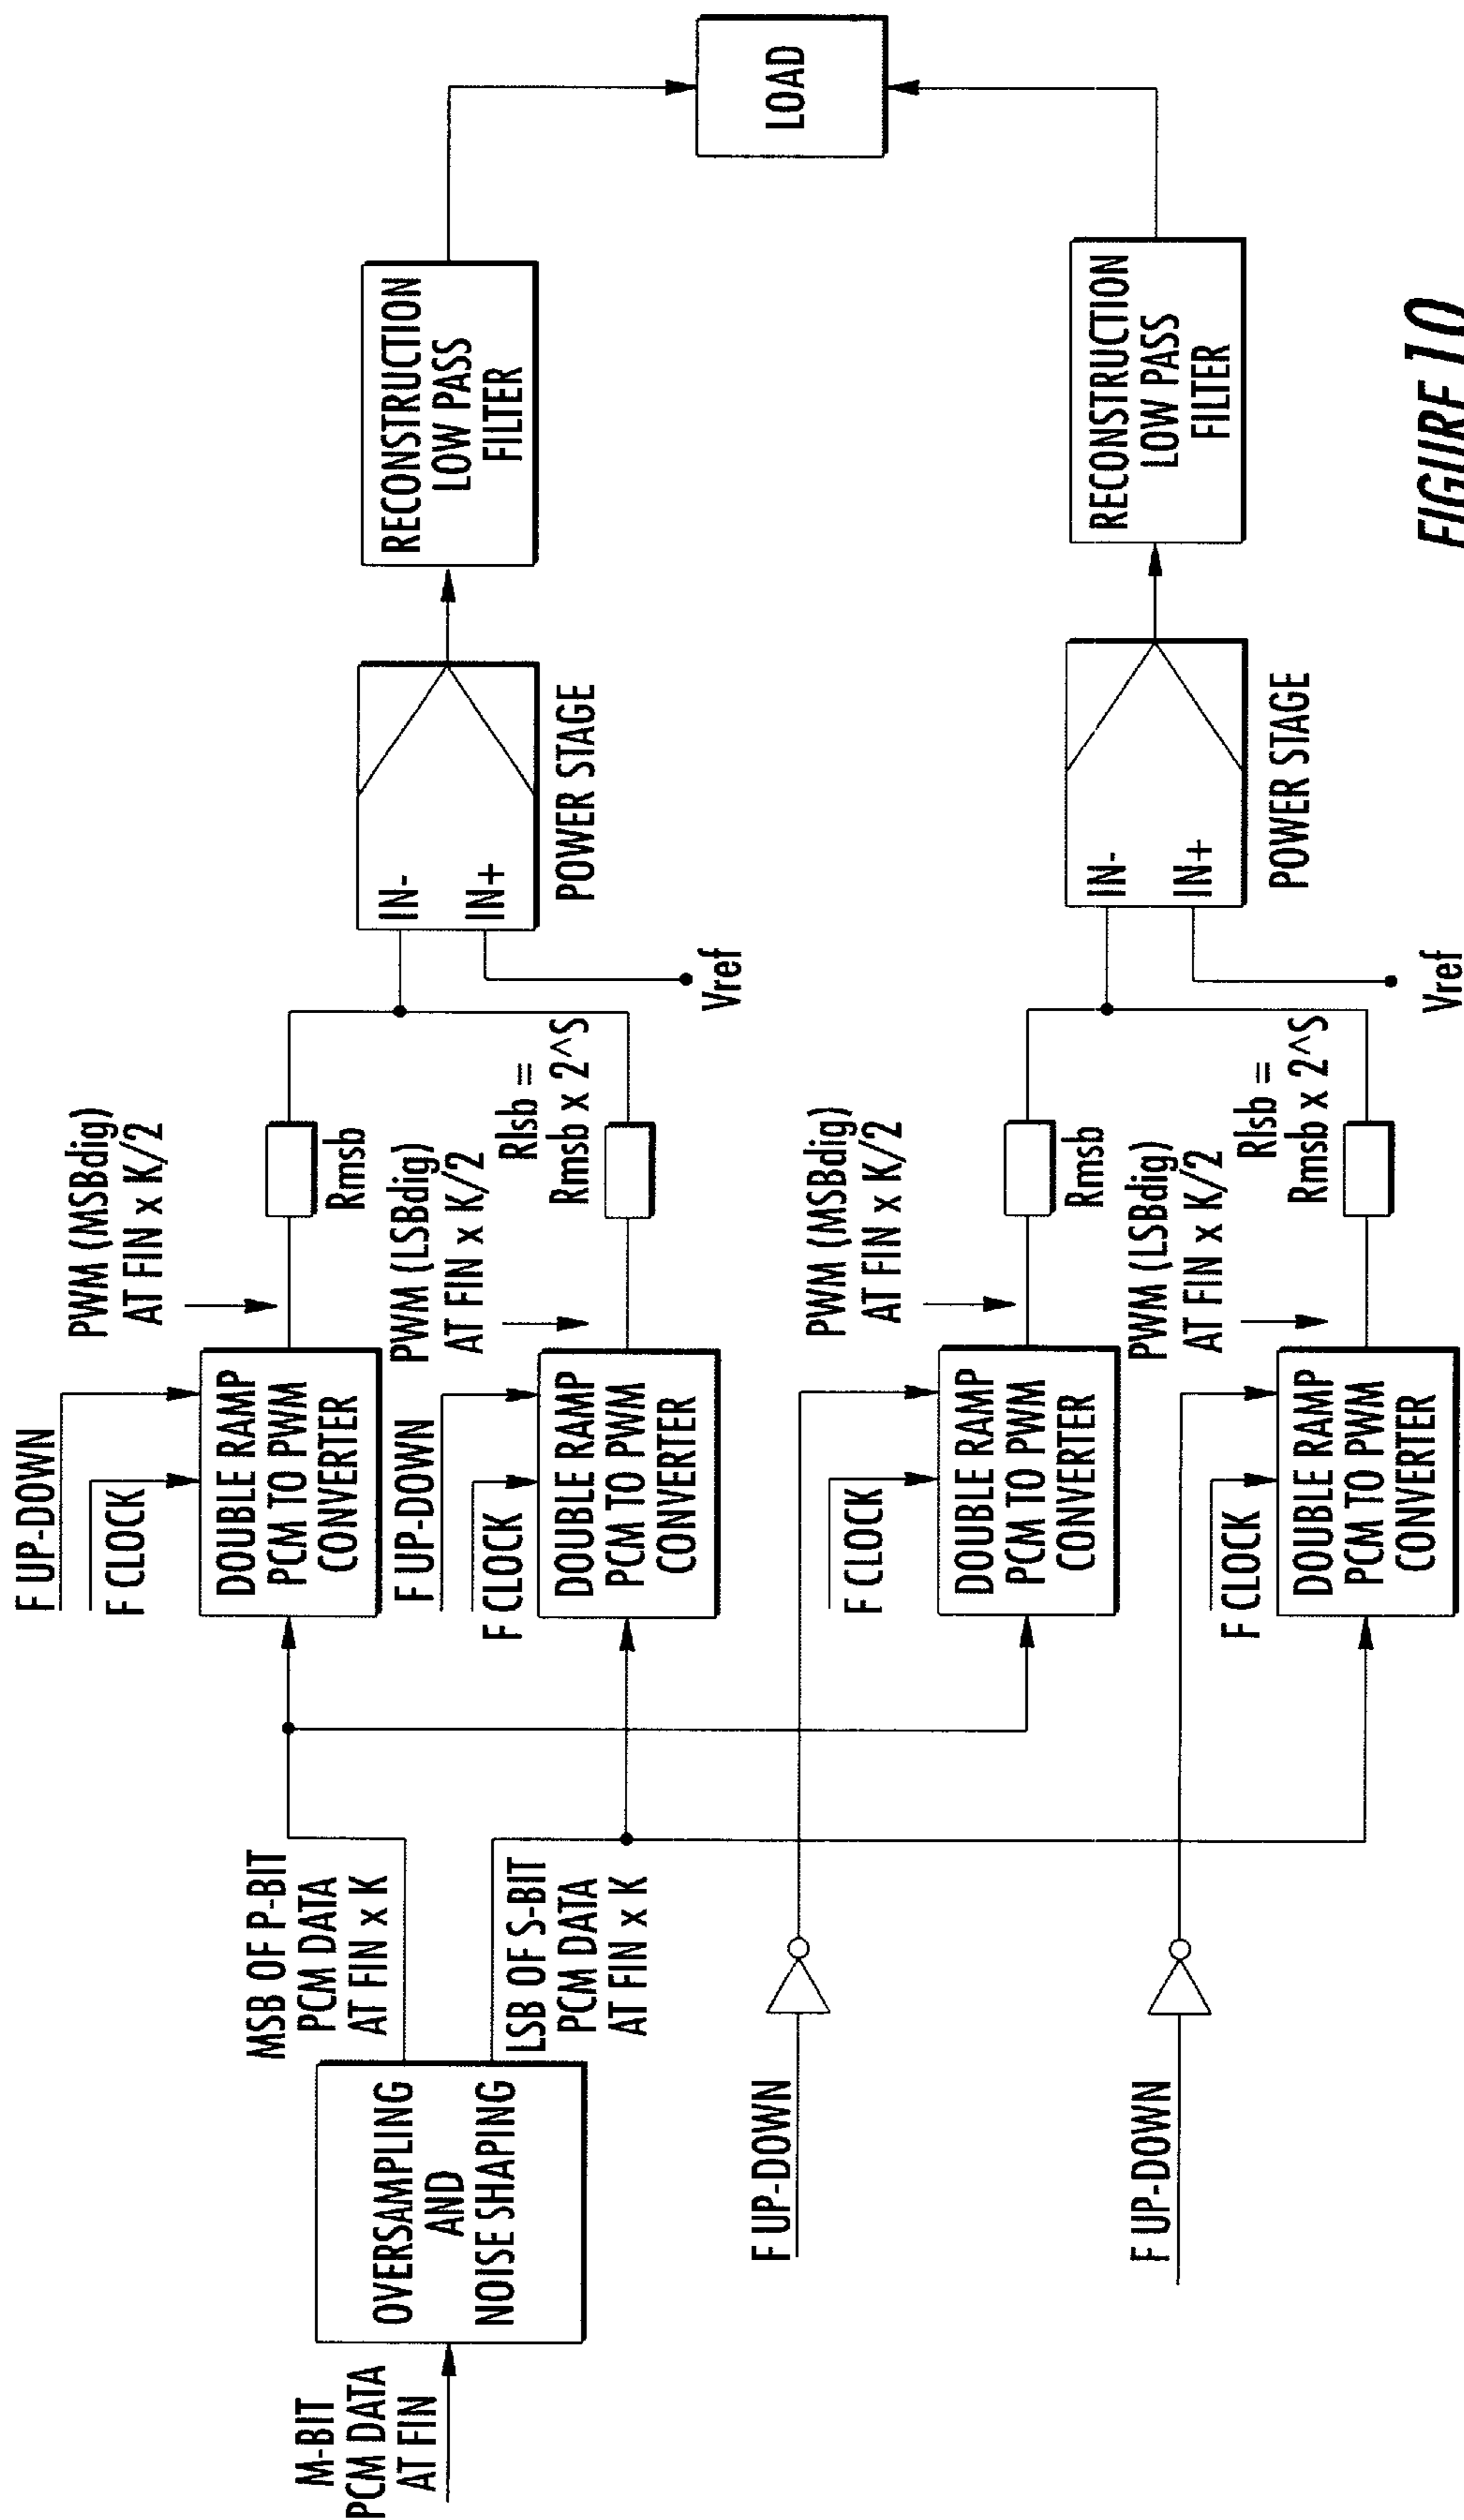 M-BIT
PCM DATA
AT FIN
OVERSAMPLING
AND
NOISE SHAPING
MSB OF P-BIT
PCM DATA
AT FIN x K
LSB OF S-BIT
PCM DATA
AT FIN x K
F UP-DOWN
F CLOCK
DOUBLE RAMP
PCM TO PWM
CONVERTER
PWM (MSBdig)
AT FIN x K/2
Rmsb
F UP-DOWN
F CLOCK
DOUBLE RAMP
PCM TO PWM
CONVERTER
PWM (LSBdig)
AT FIN x K/2
Rlsb =
Rmsb x 2^S
IN-
IN+
Vref
POWER STAGE
RECONSTRUCTION
LOW PASS
FILTER
LOAD
F UP-DOWN
F CLOCK
DOUBLE RAMP
PCM TO PWM
CONVERTER
PWM (MSBdig)
AT FIN x K/2
Rmsb
F UP-DOWN
F CLOCK
DOUBLE RAMP
PCM TO PWM
CONVERTER
PWM (LSBdig)
AT FIN x K/2
Rlsb =
Rmsb x 2^S
IN-
IN+
Vref
POWER STAGE
RECONSTRUCTION
LOW PASS
FILTER
FIGURE 10